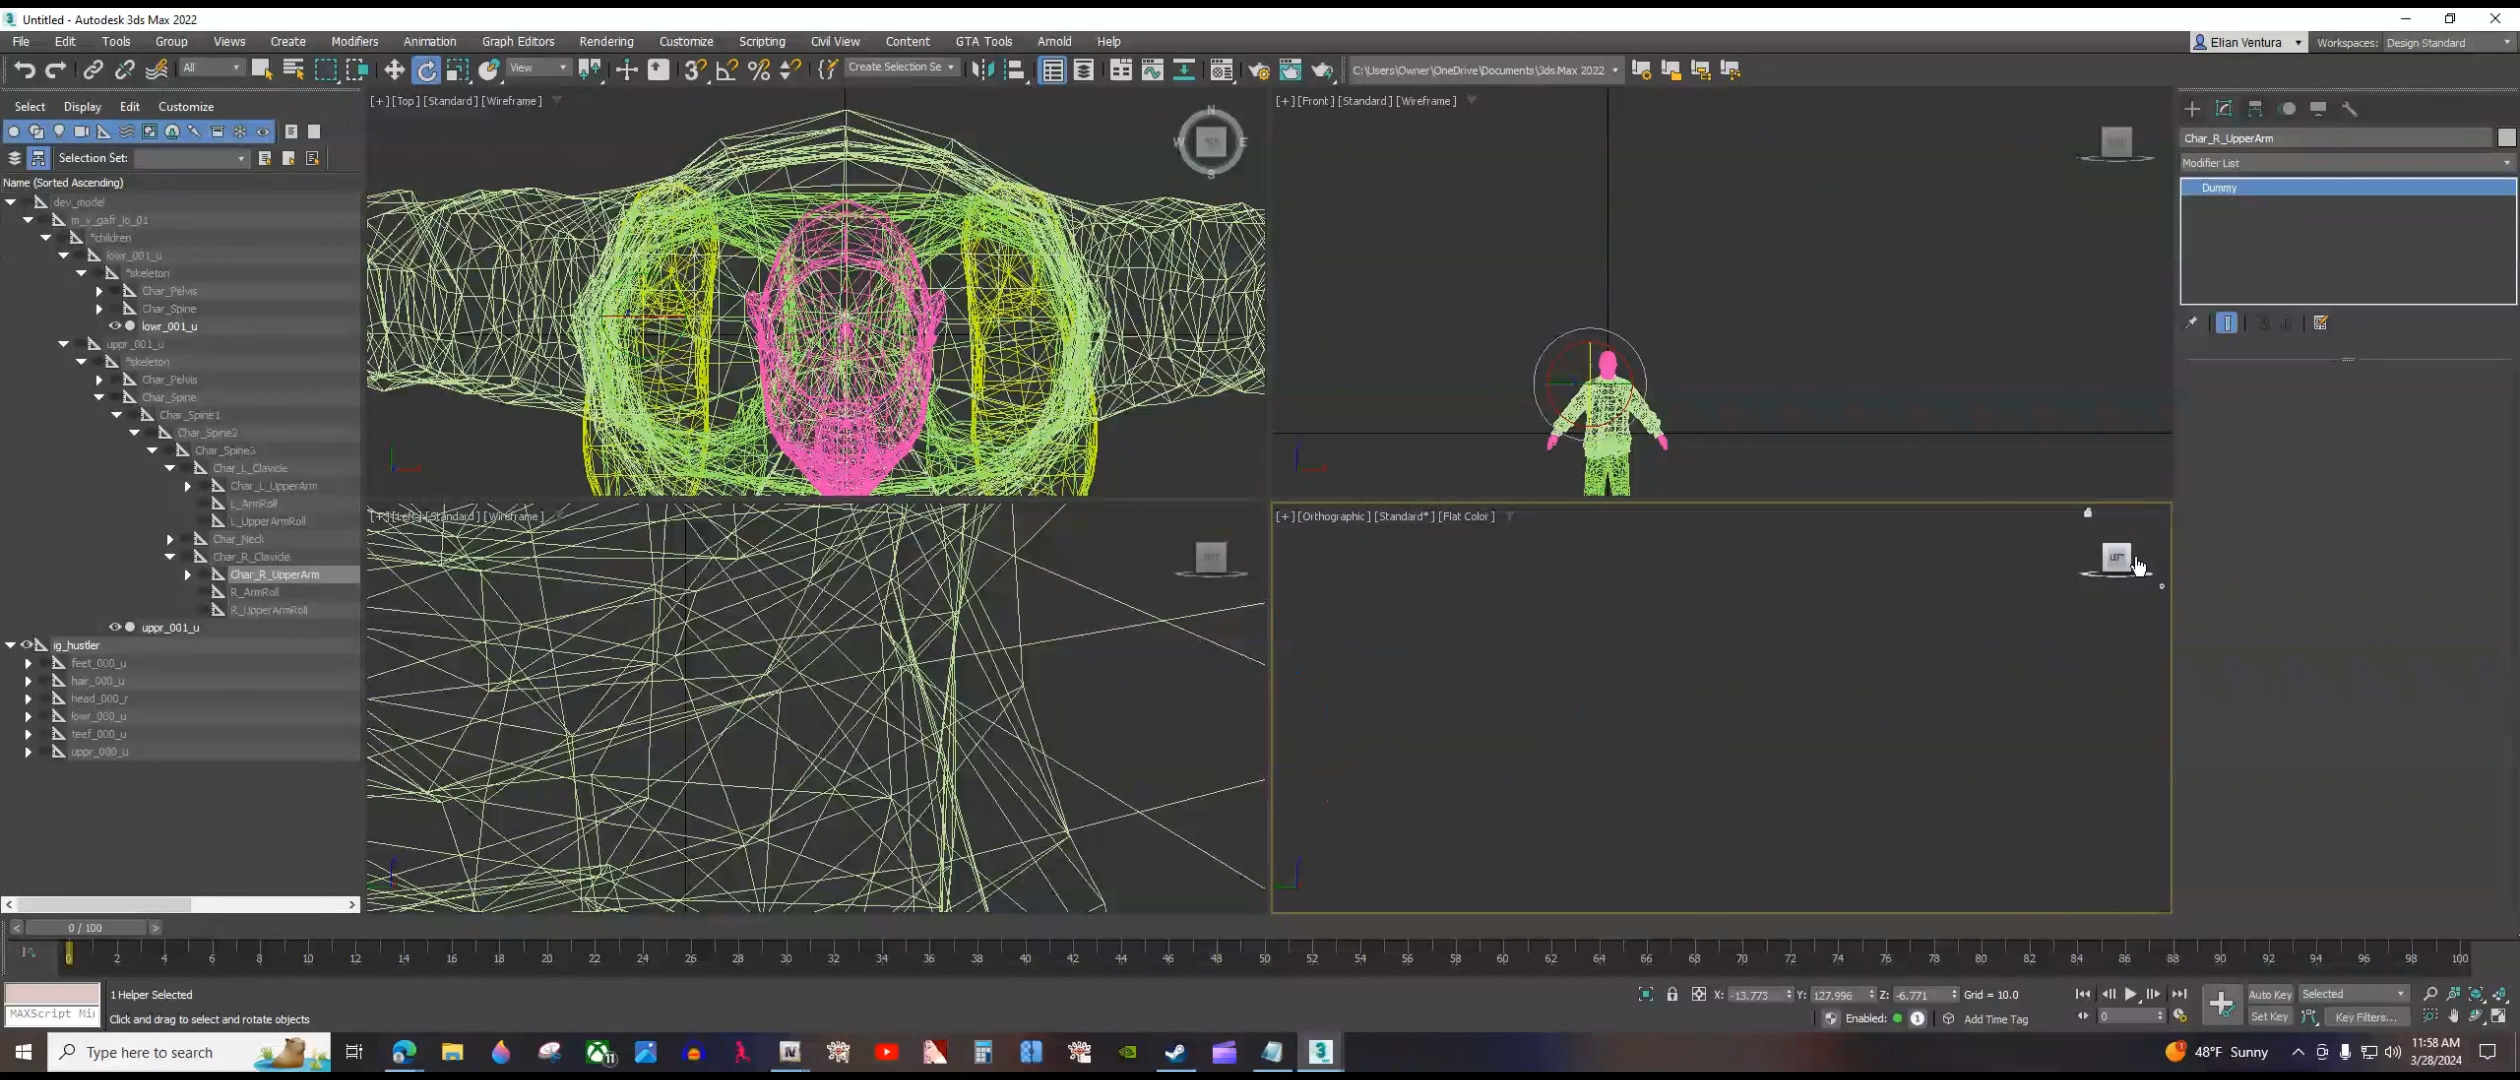 Untitled - Autodesk 3ds Max 2022
File Edit Tools Group Views Create Modifiers Animation Graph Editors Rendering Customize Scripting Civil View Content GTA Tools Arnold Help
Elian Ventura Workspaces: Design Standard
All View Create Selection Se C:\Users\Owner\OneDrive\Documents\3ds Max 2022
Select Display Edit Customize
[+] [Top] [Standard] [Wireframe]
[+] [Front] [Standard] [Wireframe]
N
W E
S
Char_R_UpperArm
Modifier List
Dummy
Selection Set:
Name (Sorted Ascending)
dev_model
m_y_gafr_lo_01
*children
lowr_001_u
*skeleton
Char_Pelvis
Char_Spine
lowr_001_u
uppr_001_u
*skeleton
Char_Pelvis
Char_Spine
Char_Spine1
Char_Spine2
Char_Spine3
Char_L_Clavicle
Char_L_UpperArm
L_ArmRoll
L_UpperArmRoll
Char_Neck
Char_R_Clavicle
Char_R_UpperArm
R_ArmRoll
R_UpperArmRoll
uppr_001_u
ig_hustler
feet_000_u
hair_000_u
head_000_r
lowr_000_u
teef_000_u
uppr_000_u
[+] [Left] [Standard] [Wireframe]
[+] [Orthographic] [Standard*] [Flat Color]
0 / 100
0 2 4 6 8 10 12 14 16 18 20 22 24 26 28 30 32 34 36 38 40 42 44 46 48 50 52 54 56 58 60 62 64 66 68 70 72 74 76 78 80 82 84 86 88 90 92 94 96 98 100
1 Helper Selected
MAXScript Mi
Click and drag to select and rotate objects
X: -13.773 Y: 127.996 Z: -6.771 Grid = 10.0
Enabled: 1 Add Time Tag
0
Auto Key Selected
Set Key Key Filters...
Type here to search
11
IV
3
48°F Sunny
11:58 AM
3/28/2024